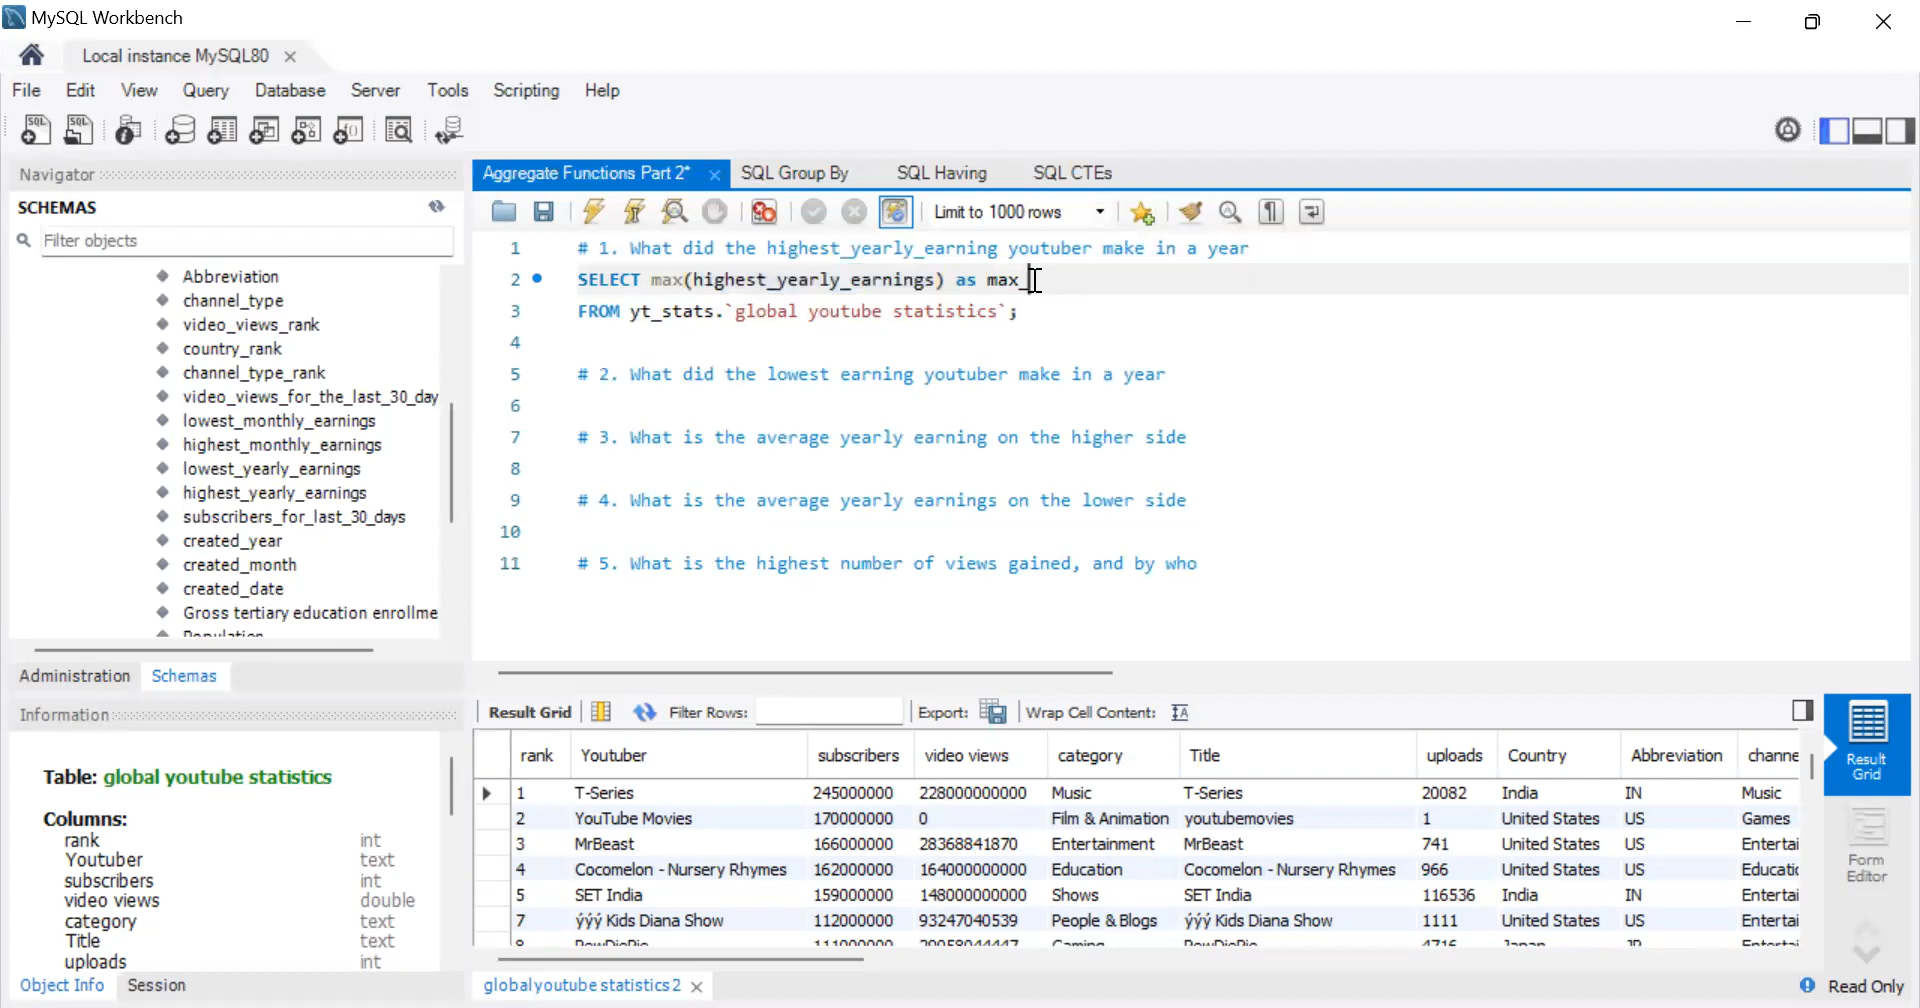 MySQL Workbench
Local instance MySQL80
File Edit View Query Database Server Tools Scripting Help
Navigator
SCHEMAS
Filter objects
Abbreviation
channel_type
video_views_rank
country_rank
channel_type_rank
video_views_for_the_last_30_day
lowest_monthly_earnings
highest_monthly_earnings
lowest_yearly_earnings
highest_yearly_earnings
subscribers_for_last_30_days
created_year
created_month
created_date
Gross tertiary education enrollme
Population
Administration Schemas
Information
Table: global youtube statistics
Columns:
rank int
Youtuber text
subscribers int
video views double
category text
Title text
uploads int
Object Info Session
Aggregate Functions Part 2* SQL Group By SQL Having SQL CTEs
Limit to 1000 rows
1 # 1. What did the highest_yearly_earning youtuber make in a year
2 SELECT max(highest_yearly_earnings) as max_
3 FROM yt_stats.`global youtube statistics`;
4
5 # 2. What did the lowest earning youtuber make in a year
6
7 # 3. What is the average yearly earning on the higher side
8
9 # 4. What is the average yearly earnings on the lower side
10
11 # 5. What is the highest number of views gained, and by who
Result Grid Filter Rows: Export: Wrap Cell Content:
rank Youtuber subscribers video views category Title uploads Country Abbreviation channe
1 T-Series 245000000 228000000000 Music T-Series 20082 India IN Music
2 YouTube Movies 170000000 0 Film & Animation youtubemovies 1 United States US Games
3 MrBeast 166000000 28368841870 Entertainment MrBeast 741 United States US Entertai
4 Cocomelon - Nursery Rhymes 162000000 164000000000 Education Cocomelon - Nursery Rhymes 966 United States US Educatic
5 SET India 159000000 148000000000 Shows SET India 116536 India IN Entertai
7 ýýý Kids Diana Show 112000000 93247040539 People & Blogs ýýý Kids Diana Show 1111 United States US Entertai
8 PewDiePie 111000000 Gaming PewDiePie 4716 Japan JP Entertai
Result Grid
Form Editor
globalyoutubestatistics2
Read Only